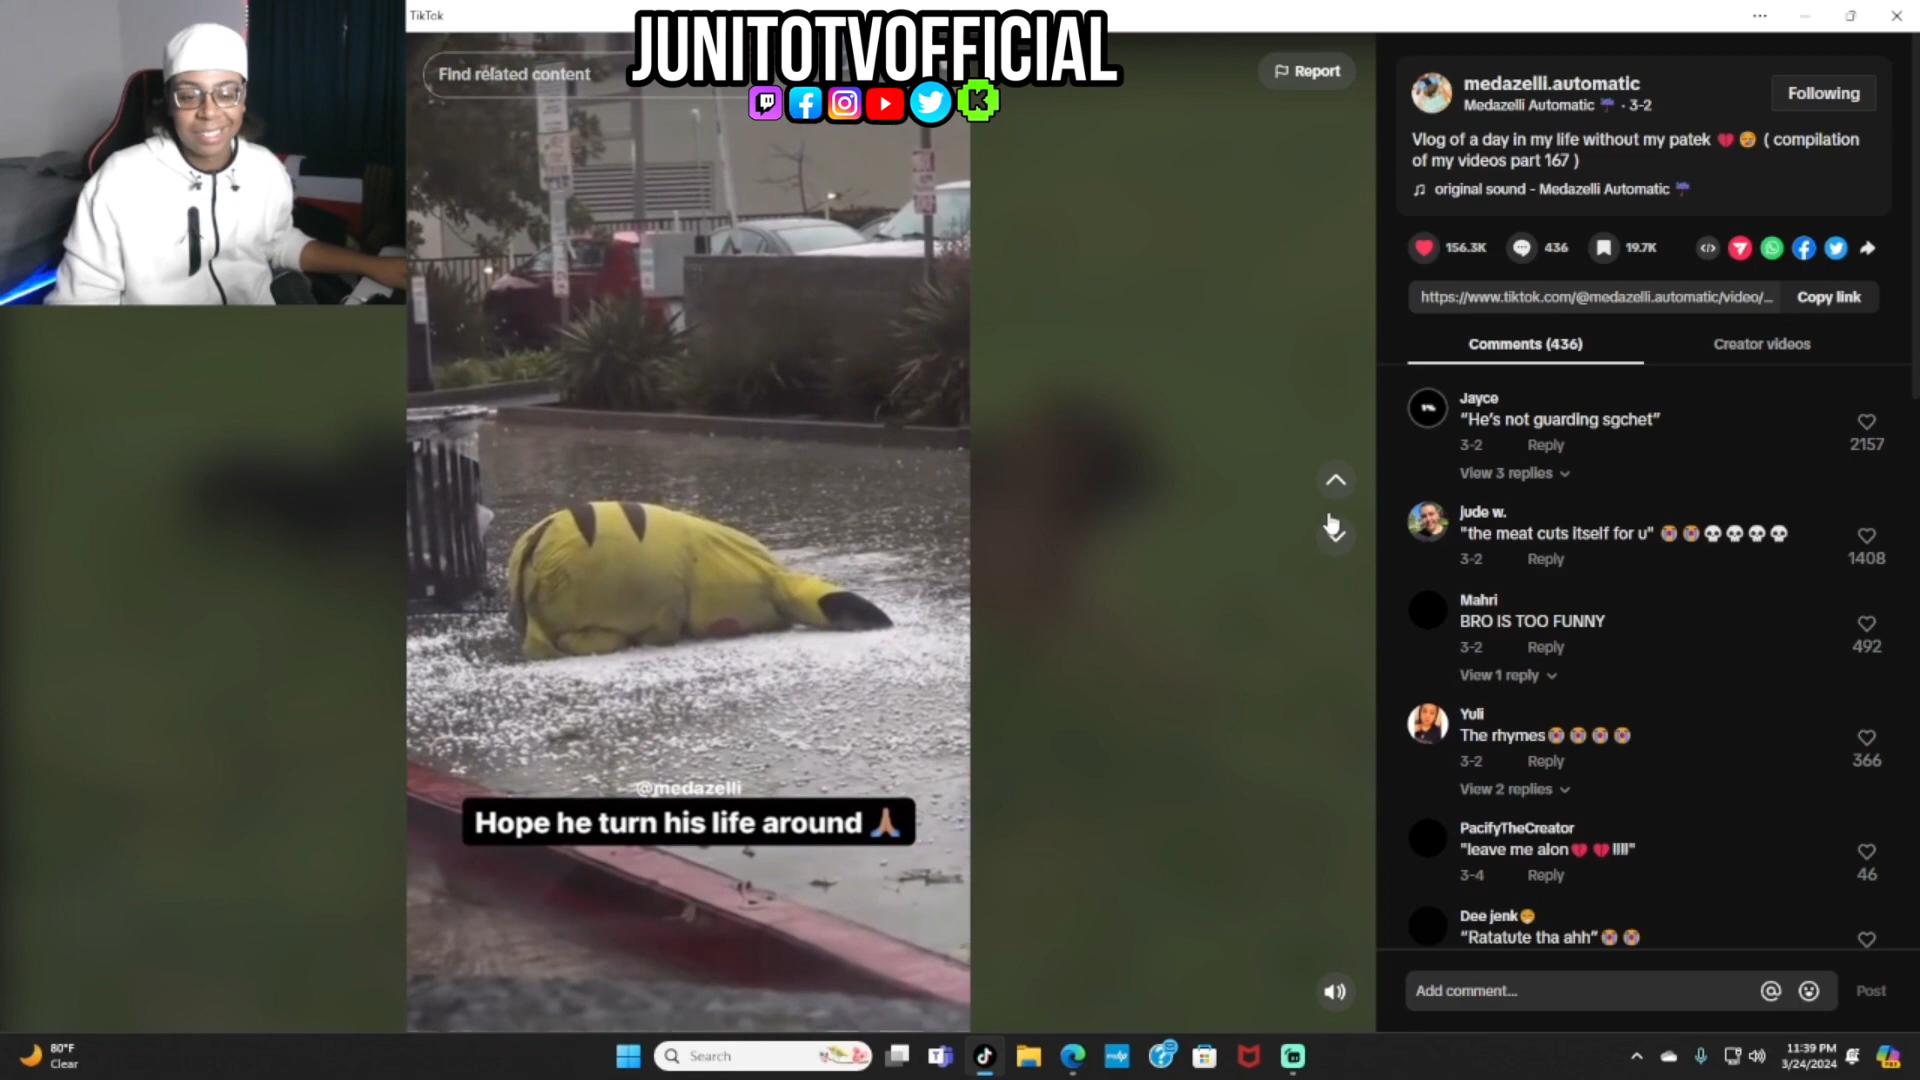 TikTok
JUNITOTVOFFICIAL
Find related content
Report
medazelli.automatic
Medazelli Automatic ☔ · 3-2
Following
Vlog of a day in my life without my patek 💔 😪 ( compilation
of my videos part 167 )
original sound - Medazelli Automatic ☔
156.3K
436
19.7K
https://www.tiktok.com/@medazelli.automatic/video/...
Copy link
Comments (436)
Creator videos
Jayce
“He’s not guarding sgchet”
3-2
Reply
2157
View 3 replies
jude w.
"the meat cuts itself for u" 😭 😭 💀 💀 💀 💀
3-2
Reply
1408
Mahri
BRO IS TOO FUNNY
3-2
Reply
492
View 1 reply
Yuli
The rhymes😭 😭 😭 😭
3-2
Reply
366
View 2 replies
PacifyTheCreator
"leave me alon💔 💔 !!!!!"
3-4
Reply
46
Dee jenk😁
“Ratatute tha ahh”😭 😭
@medazelli
Hope he turn his life around 🙏🏽
Add comment...
Post
80°F
Clear
Search
11:39 PM
3/24/2024